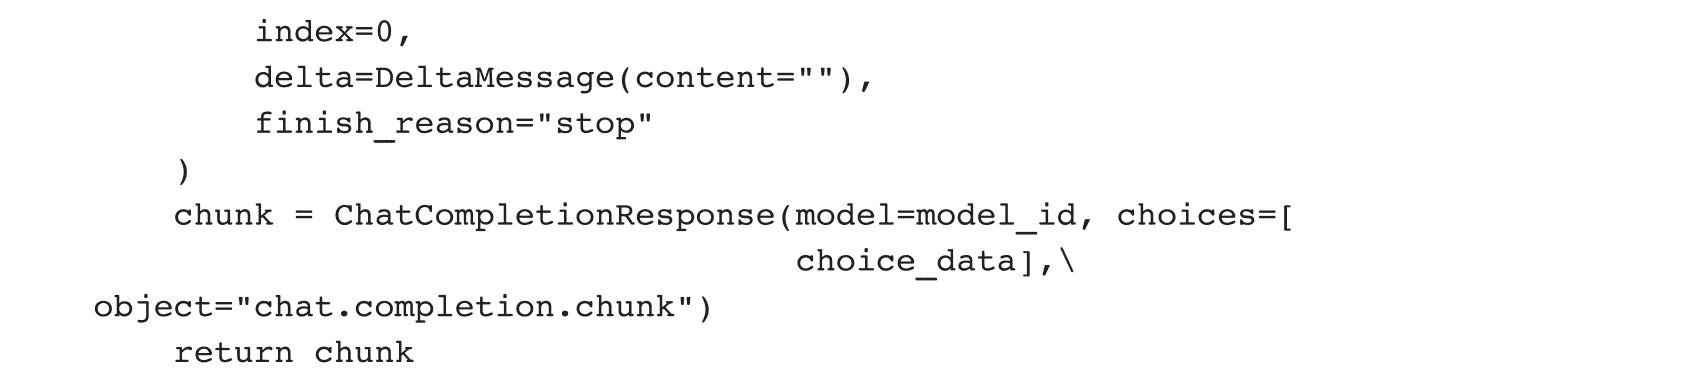 index=0,
        delta=DeltaMessage(content=""),
        finish_reason="stop"
    )
    chunk = ChatCompletionResponse(model=model_id, choices=[
                                   choice_data],\
object="chat.completion.chunk")
    return chunk